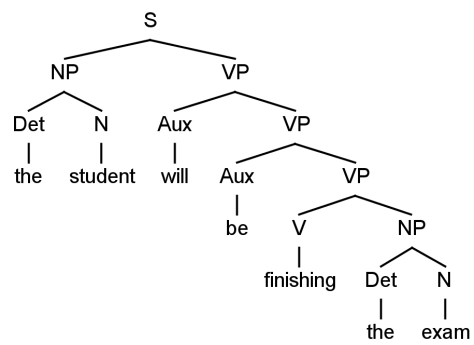 S
NP VP
Det N Aux VP
the student will Aux VP
be V NP
finishing Det N
the exam